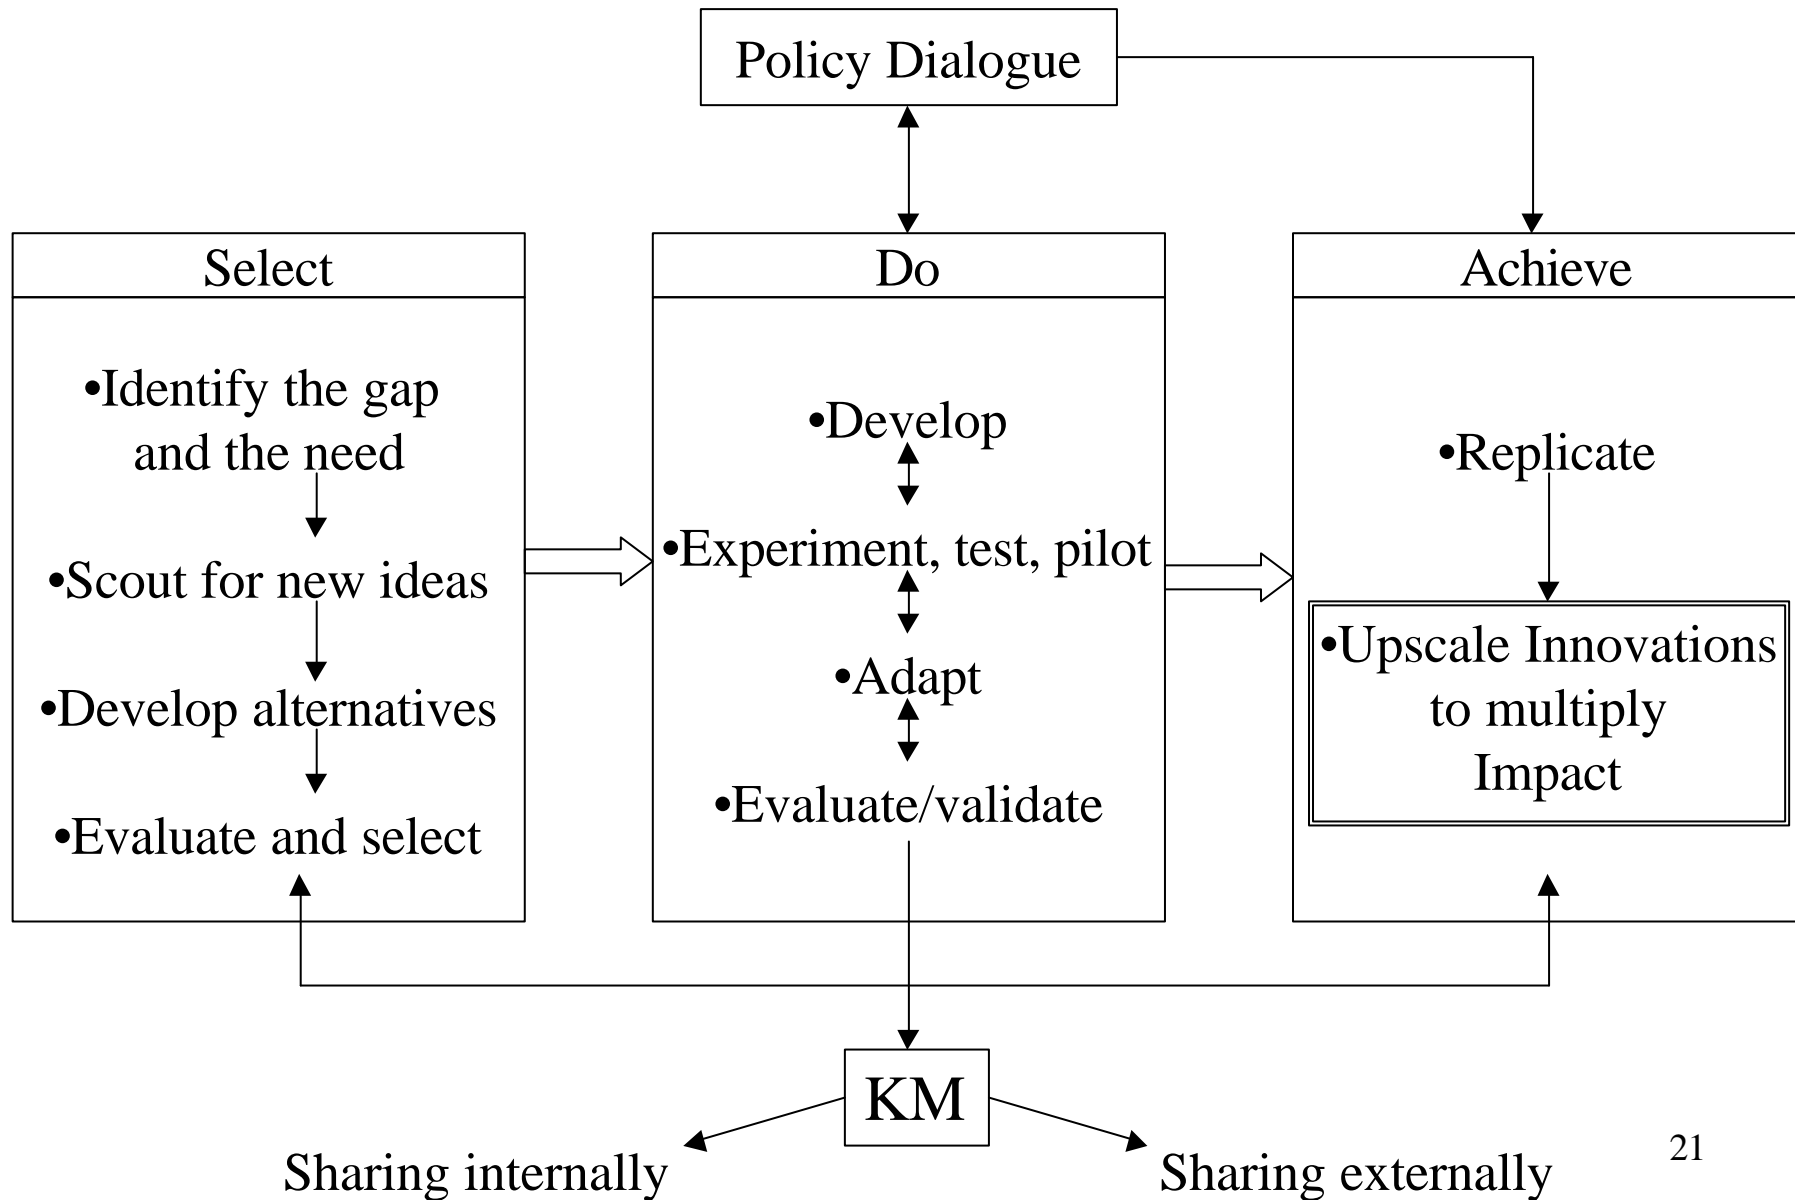 Policy Dialogue
Select
•Identify the gap
and the need
•Scout for new ideas
•Develop alternatives
•Evaluate and select
Do
•Develop
•Experiment, test, pilot
•Adapt
•Evaluate/validate
Achieve
•Replicate
•Upscale Innovations
to multiply
Impact
KM
Sharing internally
Sharing externally
21